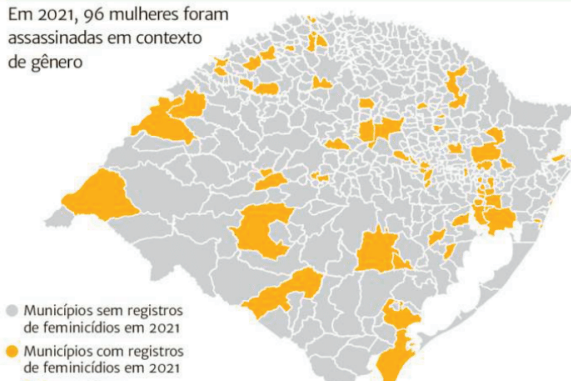 Em 2021, 96 mulheres foram
assassinadas em contexto
de gênero
Municípios sem registros
de feminicídios em 2021
Municípios com registros
de feminicídios em 2021